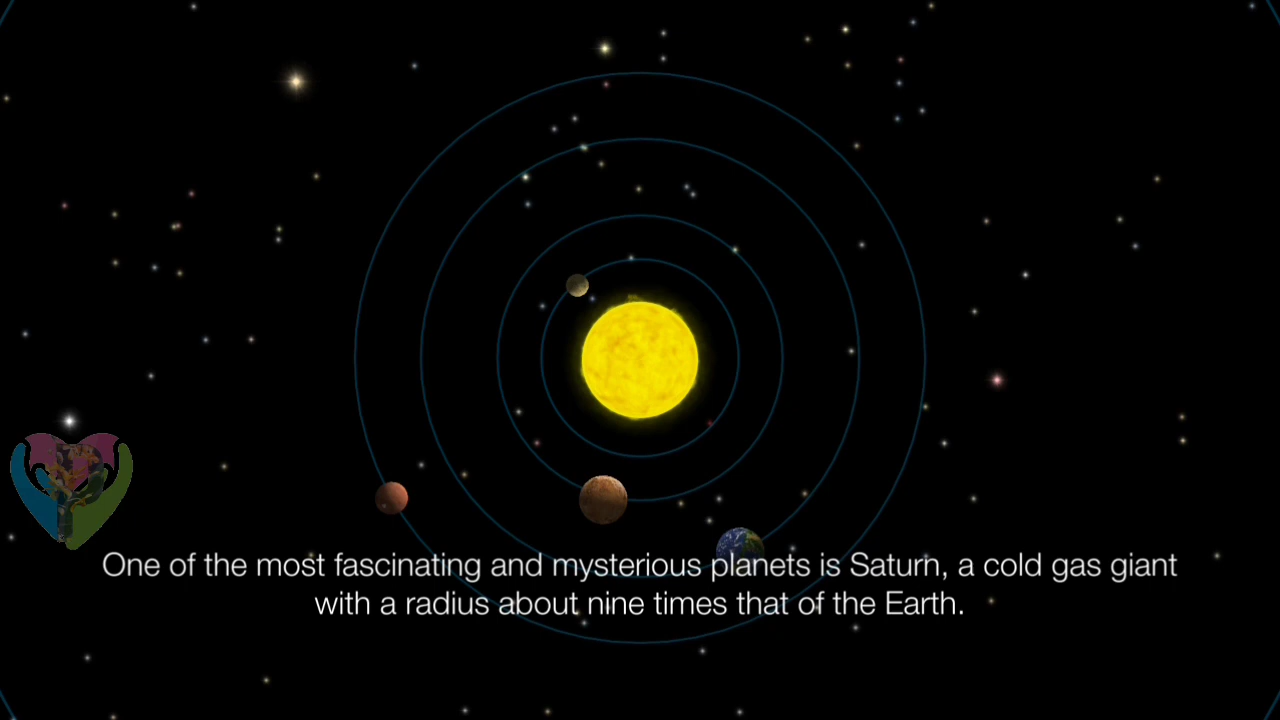 One of the most fascinating and mysterious planets is Saturn, a cold gas giant
with a radius about nine times that of the Earth.